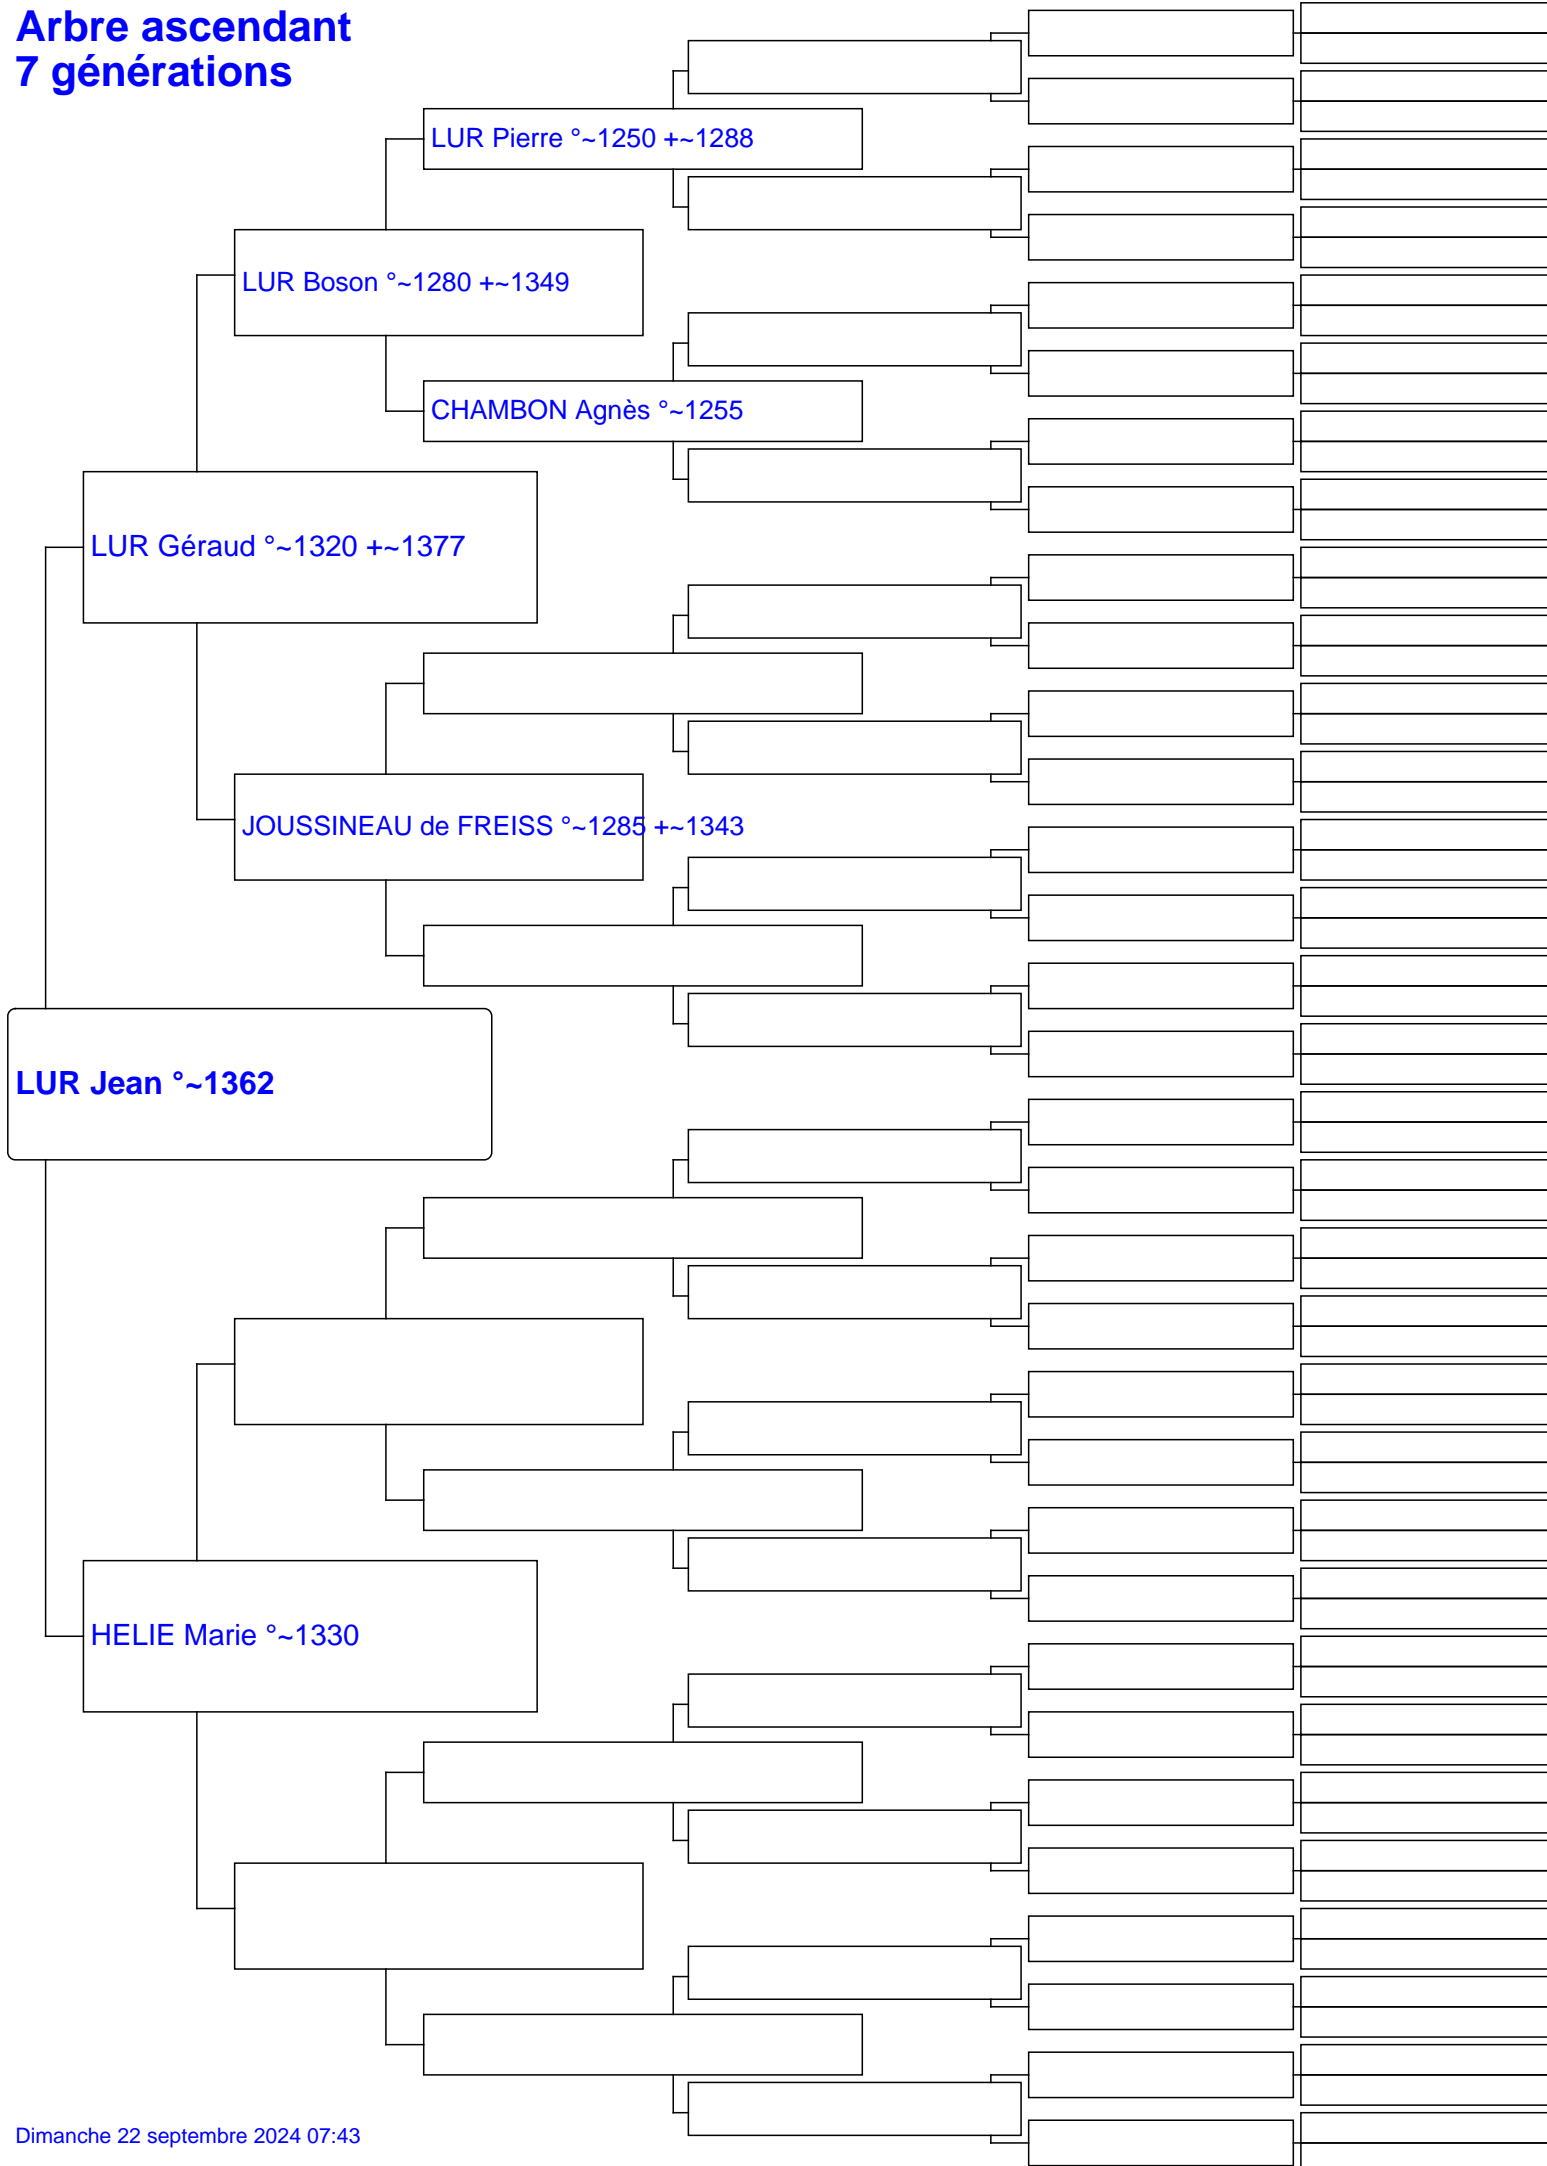 Arbre ascendant
7 générations
LUR Pierre °~1250 +~1288
LUR Boson °~1280 +~1349
CHAMBON Agnès °~1255
LUR Géraud °~1320 +~1377
JOUSSINEAU de FREISS °~1285 +~1343
LUR Jean °~1362
HELIE Marie °~1330
Dimanche 22 septembre 2024 07:43